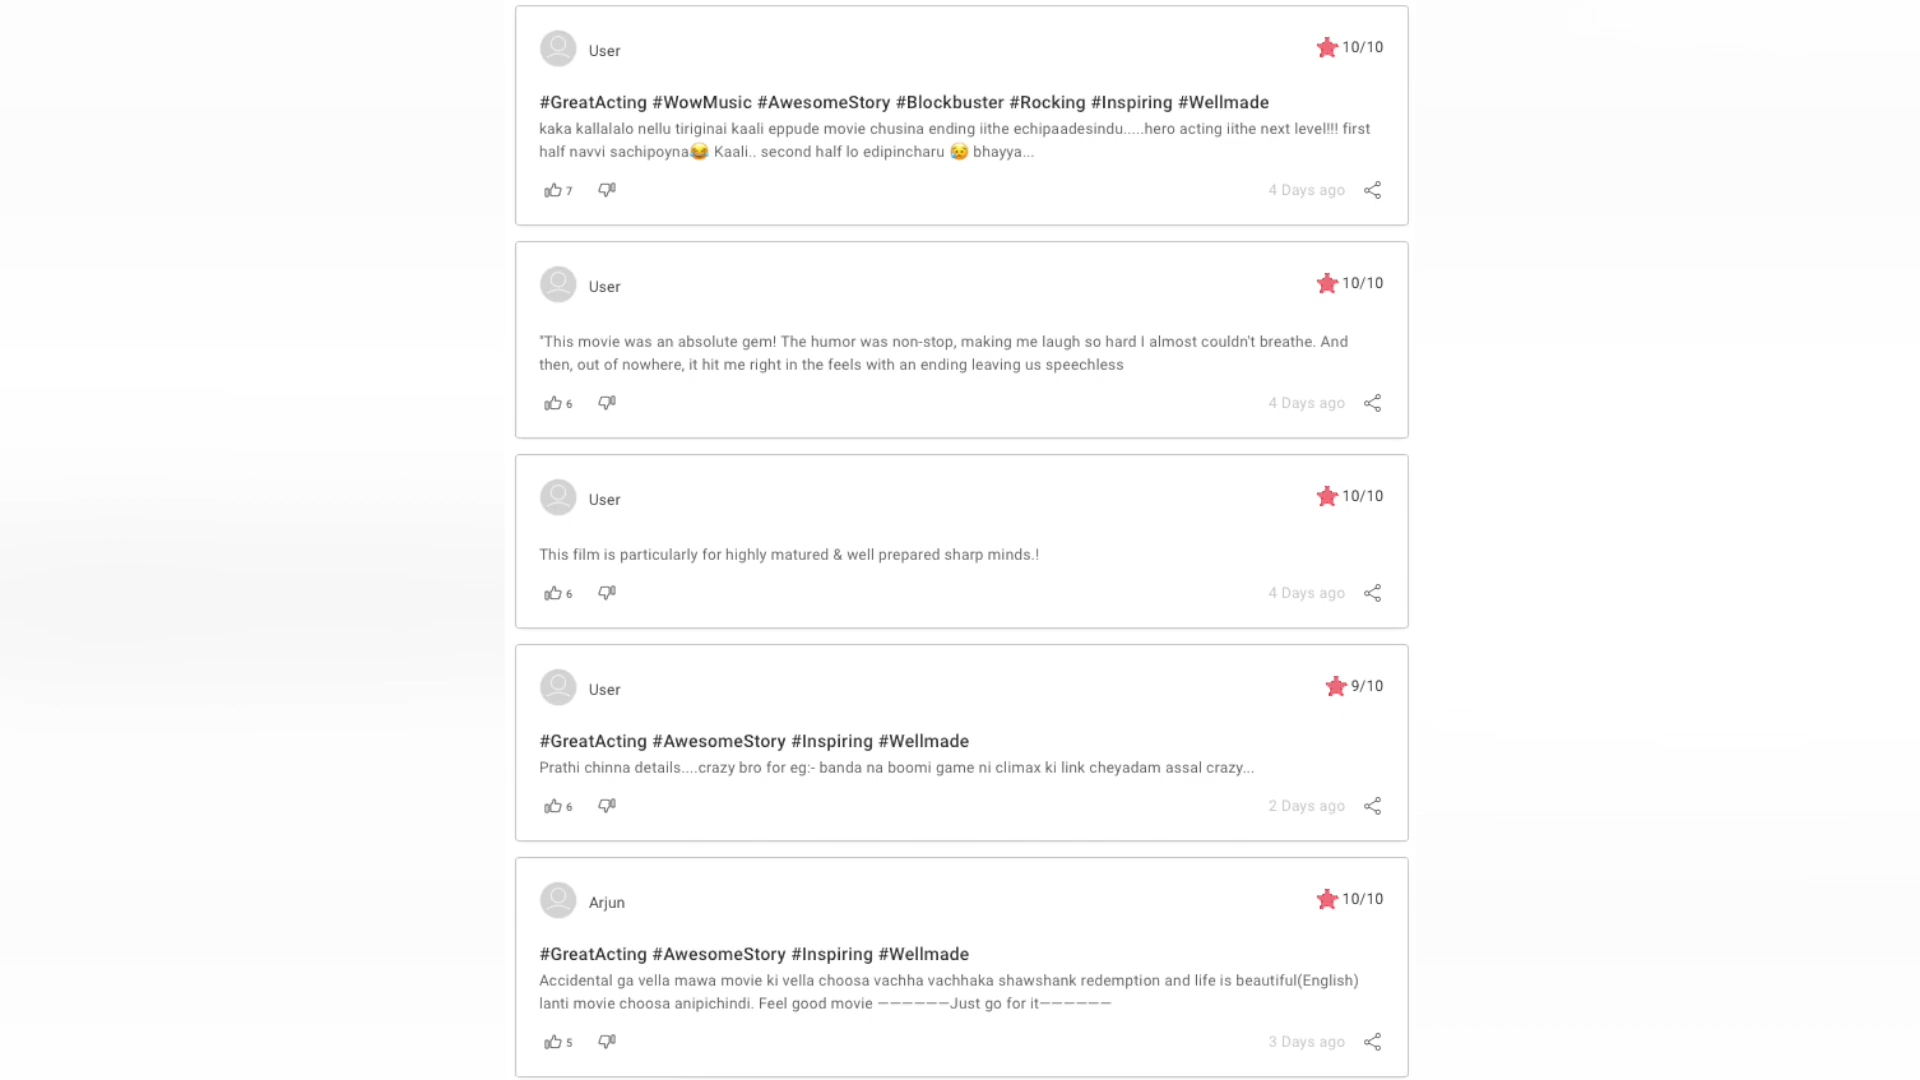 User
10/10
#GreatActing #WowMusic #AwesomeStory #Blockbuster #Rocking #Inspiring #Wellmade
kaka kallalalo nellu tiriginai kaali eppude movie chusina ending iithe echipaadesindu.....hero acting iithe next level!!! first
half navvi sachipoyna😂 Kaali.. second half lo edipincharu 😥 bhayya...
7
4 Days ago
User
10/10
"This movie was an absolute gem! The humor was non-stop, making me laugh so hard I almost couldn't breathe. And
then, out of nowhere, it hit me right in the feels with an ending leaving us speechless
6
4 Days ago
User
10/10
This film is particularly for highly matured & well prepared sharp minds.!
6
4 Days ago
User
9/10
#GreatActing #AwesomeStory #Inspiring #Wellmade
Prathi chinna details....crazy bro for eg:- banda na boomi game ni climax ki link cheyadam assal crazy...
6
2 Days ago
Arjun
10/10
#GreatActing #AwesomeStory #Inspiring #Wellmade
Accidental ga vella mawa movie ki vella choosa vachha vachhaka shawshank redemption and life is beautiful(English)
lanti movie choosa anipichindi. Feel good movie ——————Just go for it——————
5
3 Days ago